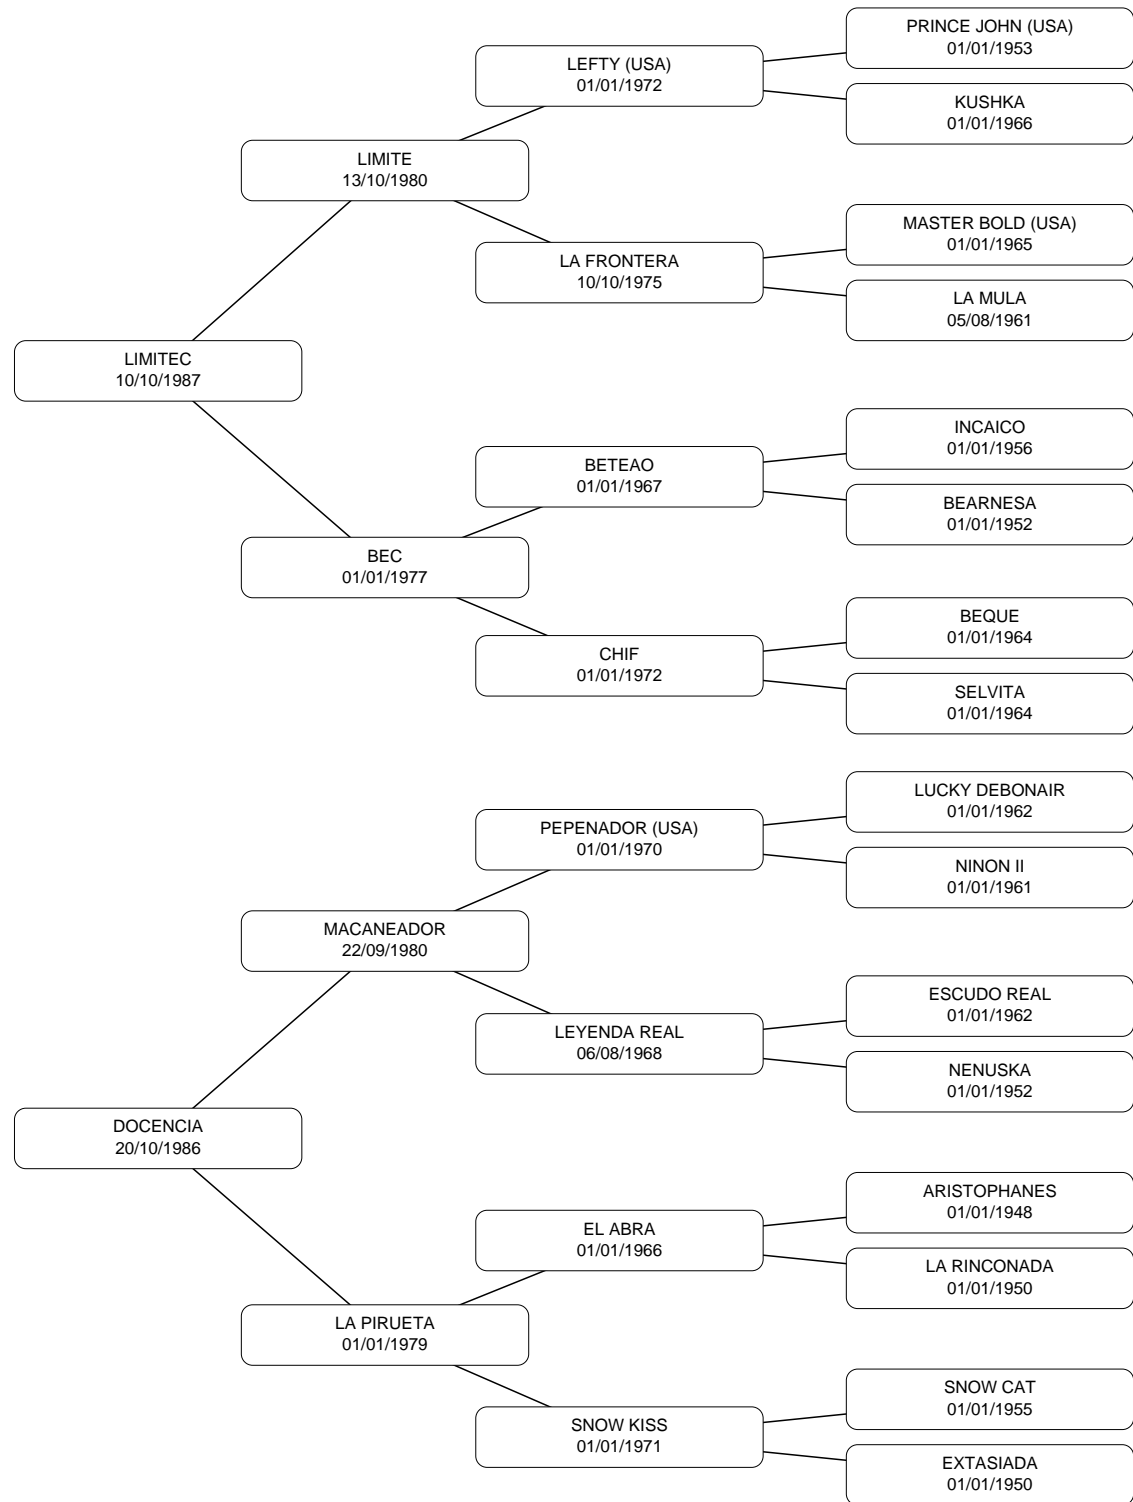 PRINCE JOHN (USA)
01/01/1953
LEFTY (USA)
01/01/1972
KUSHKA
01/01/1966
LIMITE
13/10/1980
MASTER BOLD (USA)
01/01/1965
LA FRONTERA
10/10/1975
LA MULA
05/08/1961
LIMITEC
10/10/1987
INCAICO
01/01/1956
BETEAO
01/01/1967
BEARNESA
01/01/1952
BEC
01/01/1977
BEQUE
01/01/1964
CHIF
01/01/1972
SELVITA
01/01/1964
LUCKY DEBONAIR
01/01/1962
PEPENADOR (USA)
01/01/1970
NINON II
01/01/1961
MACANEADOR
22/09/1980
ESCUDO REAL
01/01/1962
LEYENDA REAL
06/08/1968
NENUSKA
01/01/1952
DOCENCIA
20/10/1986
ARISTOPHANES
01/01/1948
EL ABRA
01/01/1966
LA RINCONADA
01/01/1950
LA PIRUETA
01/01/1979
SNOW CAT
01/01/1955
SNOW KISS
01/01/1971
EXTASIADA
01/01/1950